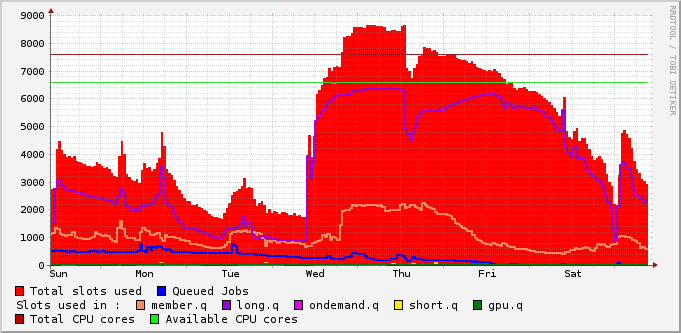 9000
8000
7000
6000
5000
4000
3000
2000
1000
0
Sun Mon Tue Wed Thu Fri Sat
RRDTOOL / TOBI OETIKER
Total slots used Queued Jobs
Slots used in : member.q long.q ondemand.q short.q gpu.q
Total CPU cores Available CPU cores